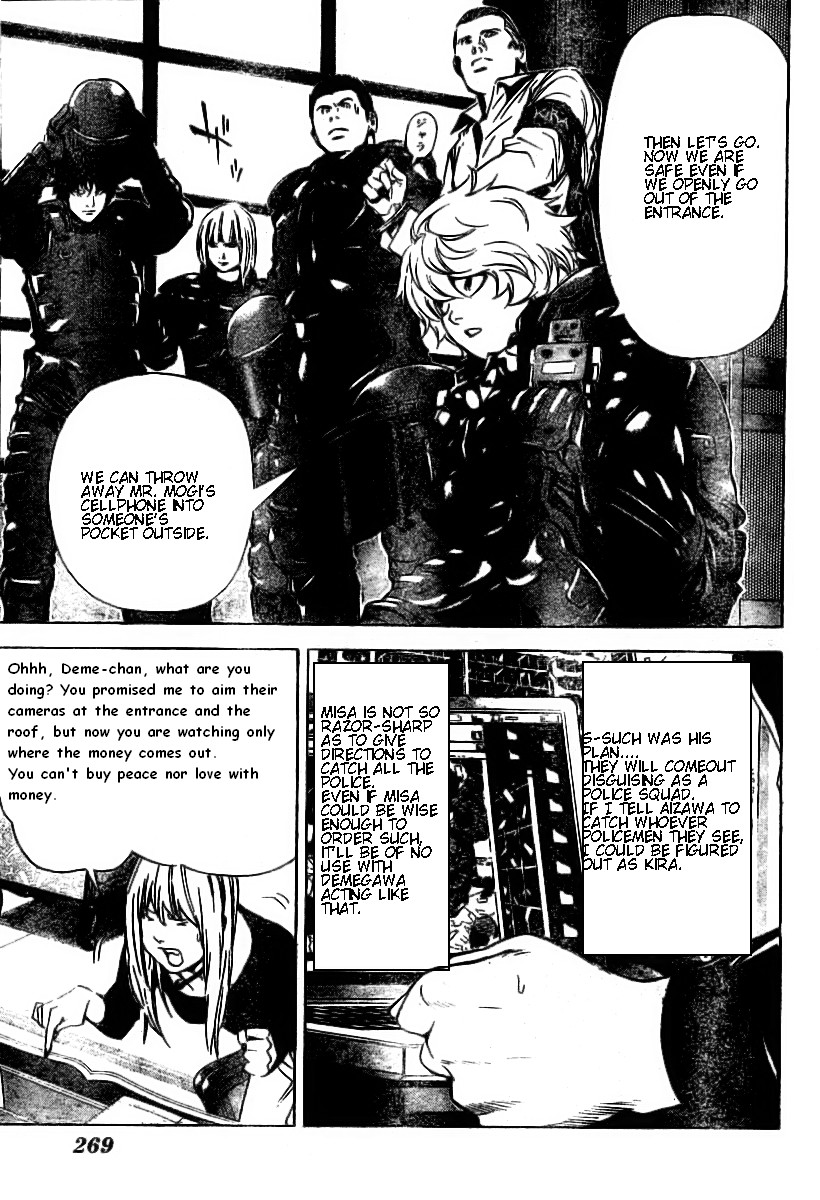 THEN LET'S GO.
NOW WE ARE
SAFE EVEN IF
WE OPENLY GO
OUT OF THE
ENTRANCE.
ジャラ
WE CAN THROW
AWAY MR. MOGI'S
CELLPHONE INTO
SOMEONE'S
POCKET OUTSIDE.
S-SUCH WAS HIS
PLAN....
THEY WILL COMEOUT
DISGUISING AS A
POLICE SQUAD.
IF I TELL AIZAWA TO
CATCH WHOEVER
POLICEMEN THEY SEE,
I COULD BE FIGURED
OUT AS KIRA.
MISA IS NOT SO
RAZOR-SHARP
AS TO GIVE
DIRECTIONS TO
CATCH ALL THE
POLICE.
EVEN IF MISA
COULD BE WISE
ENOUGH TO
ORDER SUCH,
IT'LL BE OF NO
USE WITH
DEMEGAWA
ACTING LIKE
THAT.
Ohhh, Deme-chan, what are you
doing? You promised me to aim their
cameras at the entrance and the
roof, but now you are watching only
where the money comes out.
You can't buy peace nor love with
money.
269